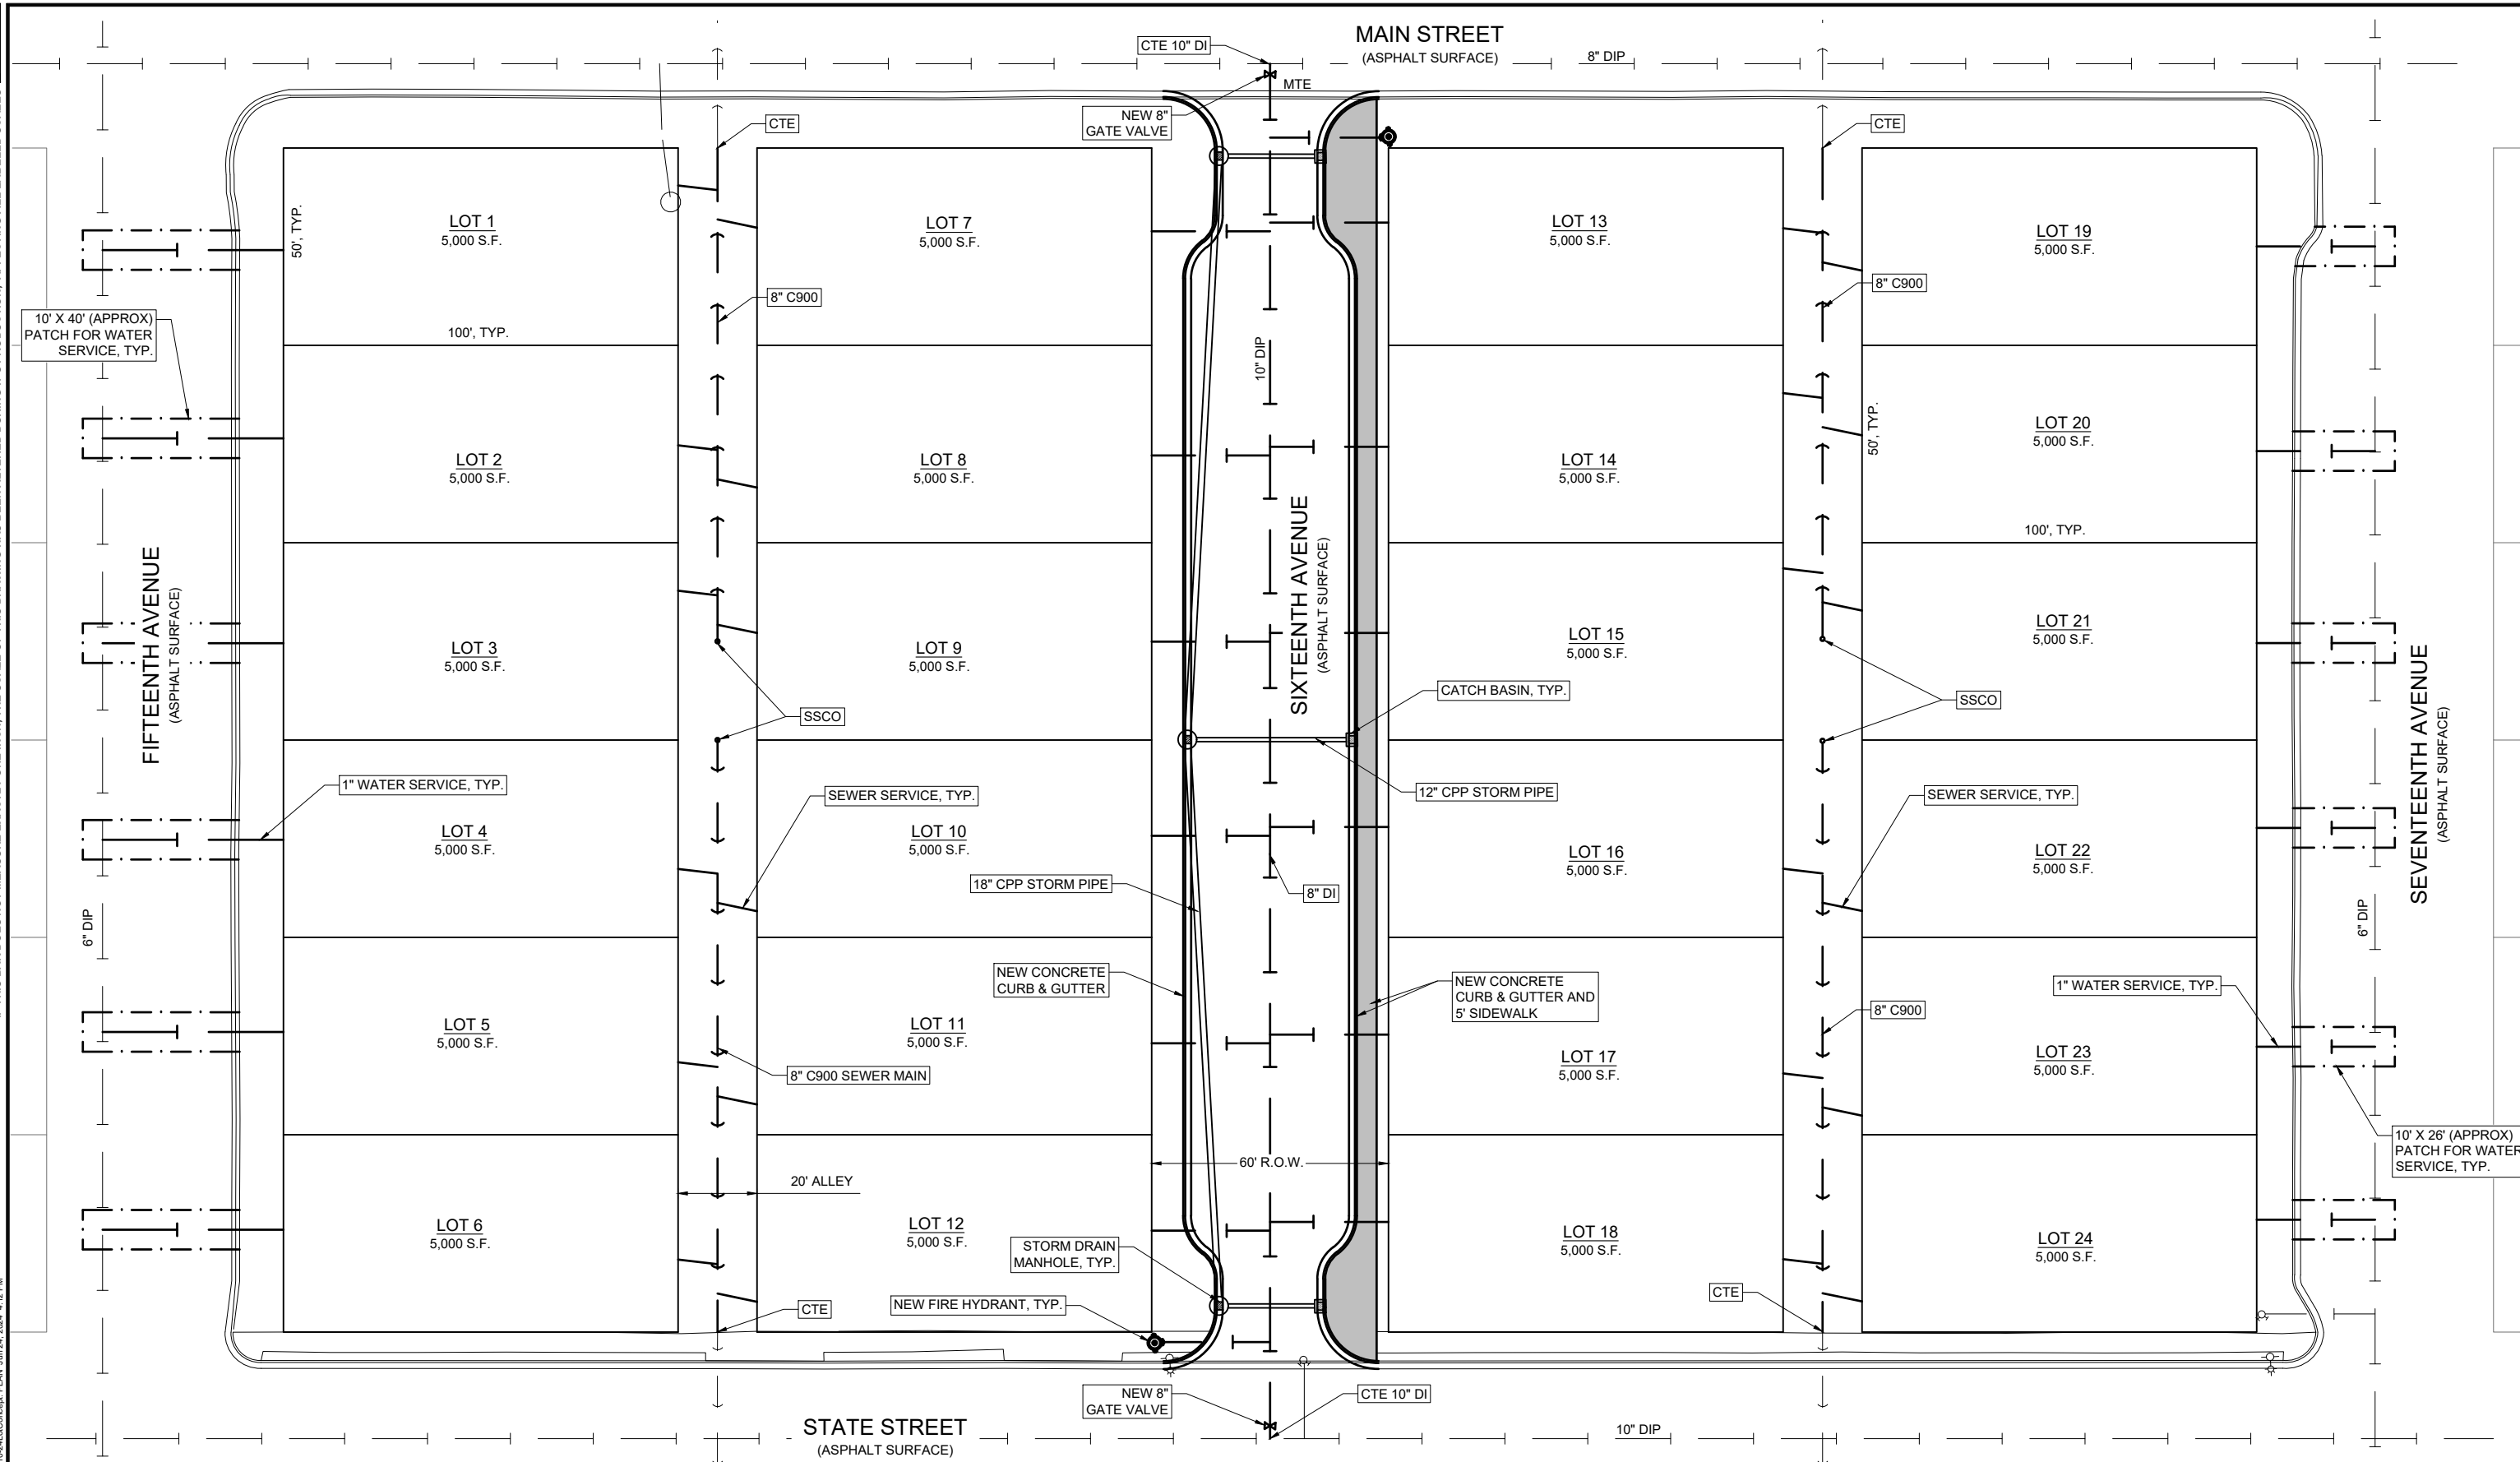 MAIN STREET
(ASPHALT SURFACE)
8" DIP
CTE 10" DI
MTE
NEW 8"
GATE VALVE
CTE
CTE
50', TYP.
LOT 1
5,000 S.F.
100', TYP.
LOT 7
5,000 S.F.
LOT 13
5,000 S.F.
LOT 19
5,000 S.F.
8" C900
8" C900
10' X 40' (APPROX)
PATCH FOR WATER
SERVICE, TYP.
10" DIP
50', TYP.
LOT 2
5,000 S.F.
LOT 8
5,000 S.F.
LOT 14
5,000 S.F.
LOT 20
5,000 S.F.
100', TYP.
FIFTEENTH AVENUE
(ASPHALT SURFACE)
SIXTEENTH AVENUE
(ASPHALT SURFACE)
SEVENTEENTH AVENUE
(ASPHALT SURFACE)
LOT 3
5,000 S.F.
LOT 9
5,000 S.F.
LOT 15
5,000 S.F.
LOT 21
5,000 S.F.
CATCH BASIN, TYP.
SSCO
SSCO
1" WATER SERVICE, TYP.
SEWER SERVICE, TYP.
12" CPP STORM PIPE
SEWER SERVICE, TYP.
LOT 4
5,000 S.F.
LOT 10
5,000 S.F.
LOT 16
5,000 S.F.
LOT 22
5,000 S.F.
18" CPP STORM PIPE
8" DI
6" DIP
6" DIP
NEW CONCRETE
CURB & GUTTER
NEW CONCRETE
CURB & GUTTER AND
5' SIDEWALK
1" WATER SERVICE, TYP.
8" C900
LOT 5
5,000 S.F.
LOT 11
5,000 S.F.
LOT 17
5,000 S.F.
LOT 23
5,000 S.F.
8" C900 SEWER MAIN
10' X 26' (APPROX)
PATCH FOR WATER
SERVICE, TYP.
60' R.O.W.
20' ALLEY
LOT 6
5,000 S.F.
LOT 12
5,000 S.F.
LOT 18
5,000 S.F.
LOT 24
5,000 S.F.
STORM DRAIN
MANHOLE, TYP.
NEW FIRE HYDRANT, TYP.
CTE
CTE
NEW 8"
GATE VALVE
CTE 10" DI
STATE STREET
(ASPHALT SURFACE)
10" DIP